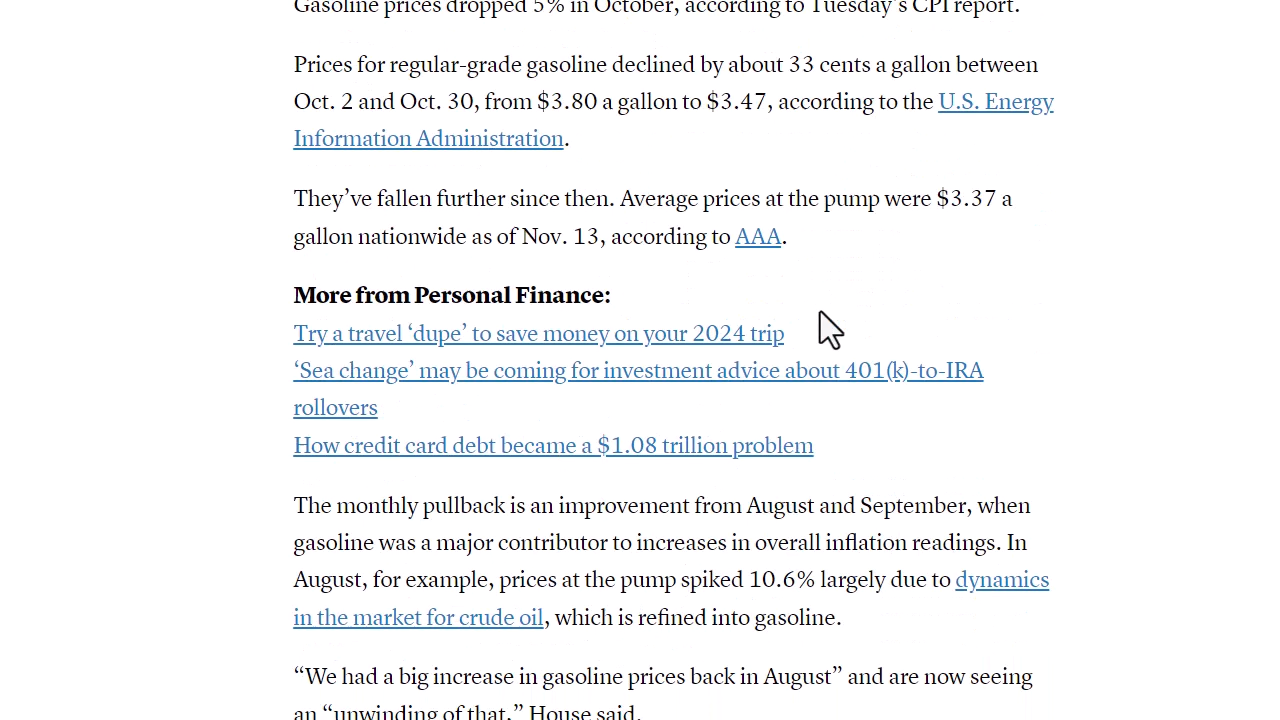 Gasoline prices dropped 5% in October, according to Tuesday’s CPI report.
Prices for regular-grade gasoline declined by about 33 cents a gallon between
Oct. 2 and Oct. 30, from $3.80 a gallon to $3.47, according to the U.S. Energy
Information Administration.
They’ve fallen further since then. Average prices at the pump were $3.37 a
gallon nationwide as of Nov. 13, according to AAA.
More from Personal Finance:
Try a travel ‘dupe’ to save money on your 2024 trip
‘Sea change’ may be coming for investment advice about 401(k)-to-IRA
rollovers
How credit card debt became a $1.08 trillion problem
The monthly pullback is an improvement from August and September, when
gasoline was a major contributor to increases in overall inflation readings. In
August, for example, prices at the pump spiked 10.6% largely due to dynamics
in the market for crude oil, which is refined into gasoline.
“We had a big increase in gasoline prices back in August” and are now seeing
an “unwinding of that,” House said.